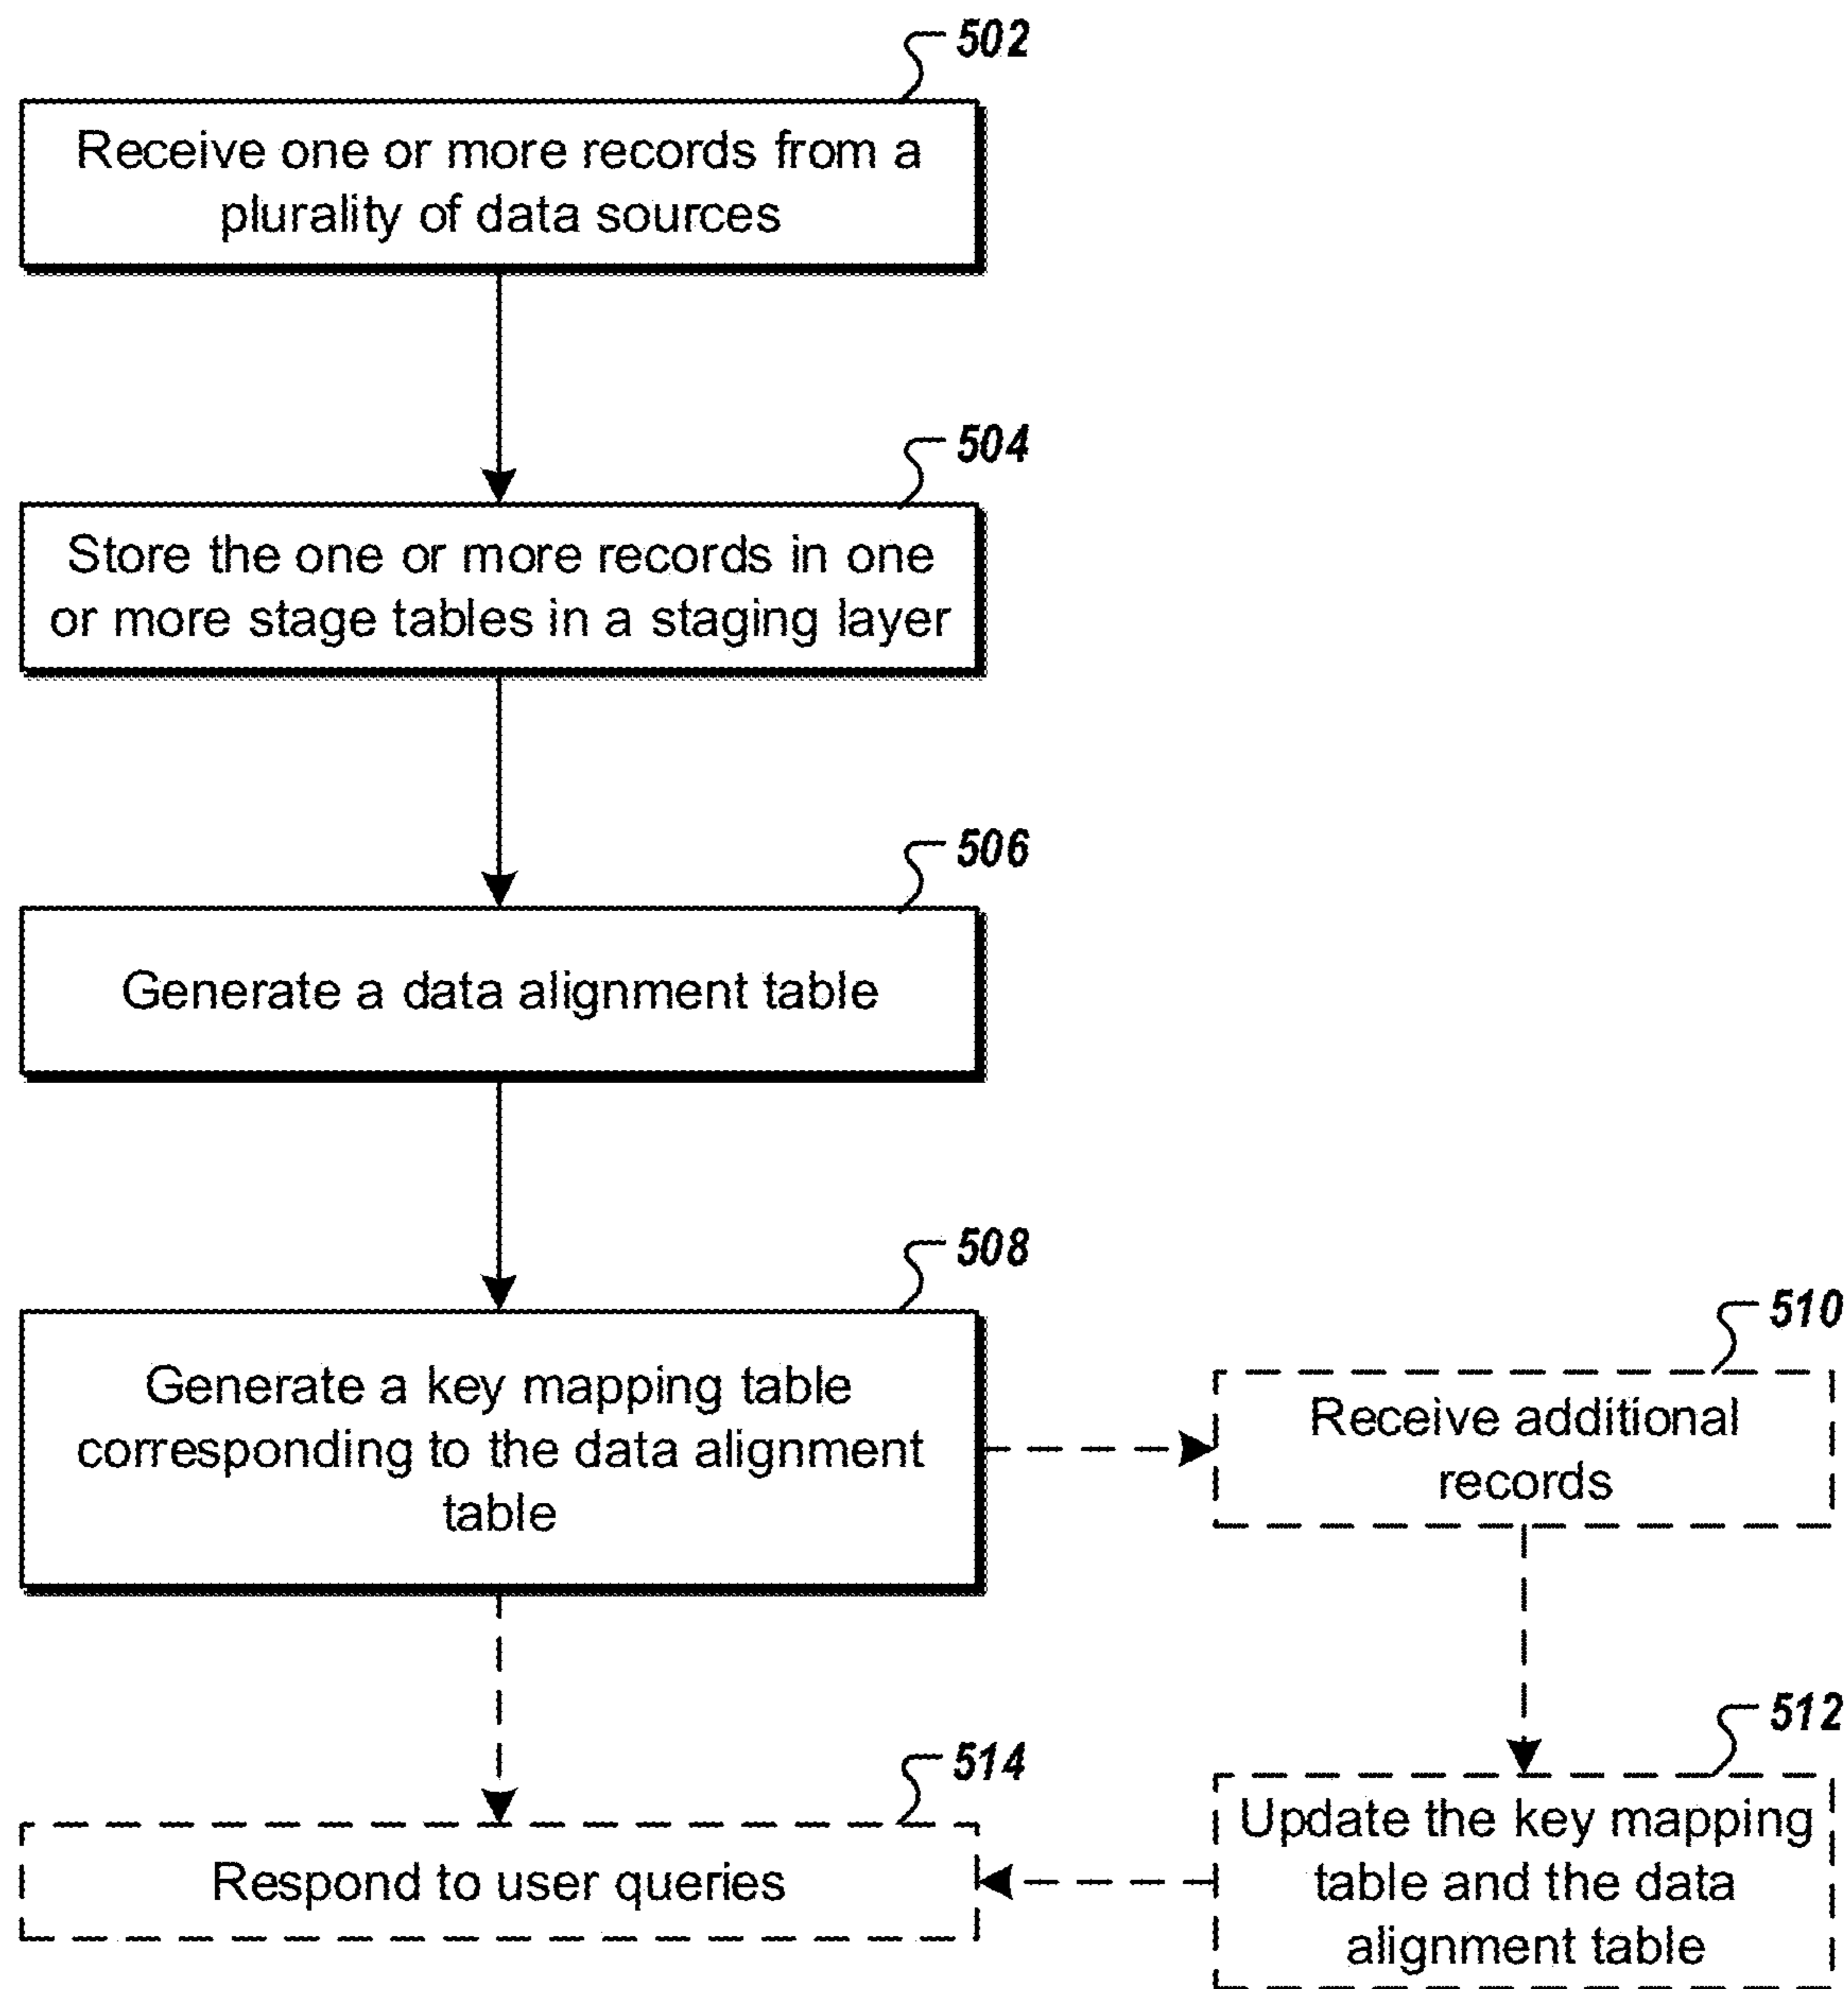 502
Receive one or more records from a
plurality of data sources
504
Store the one or more records in one
or more stage tables in a staging layer
506
Generate a data alignment table
508
Generate a key mapping table
corresponding to the data alignment
table
510
Receive additional
records
512
Update the key mapping
table and the data
alignment table
514
Respond to user queries